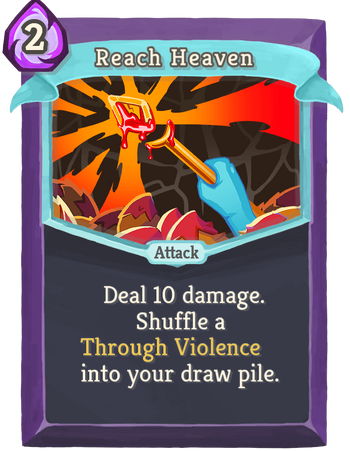 2
Reach Heaven
Attack
Deal 10 damage.
Shuffle a
Through Violence
into your draw pile.